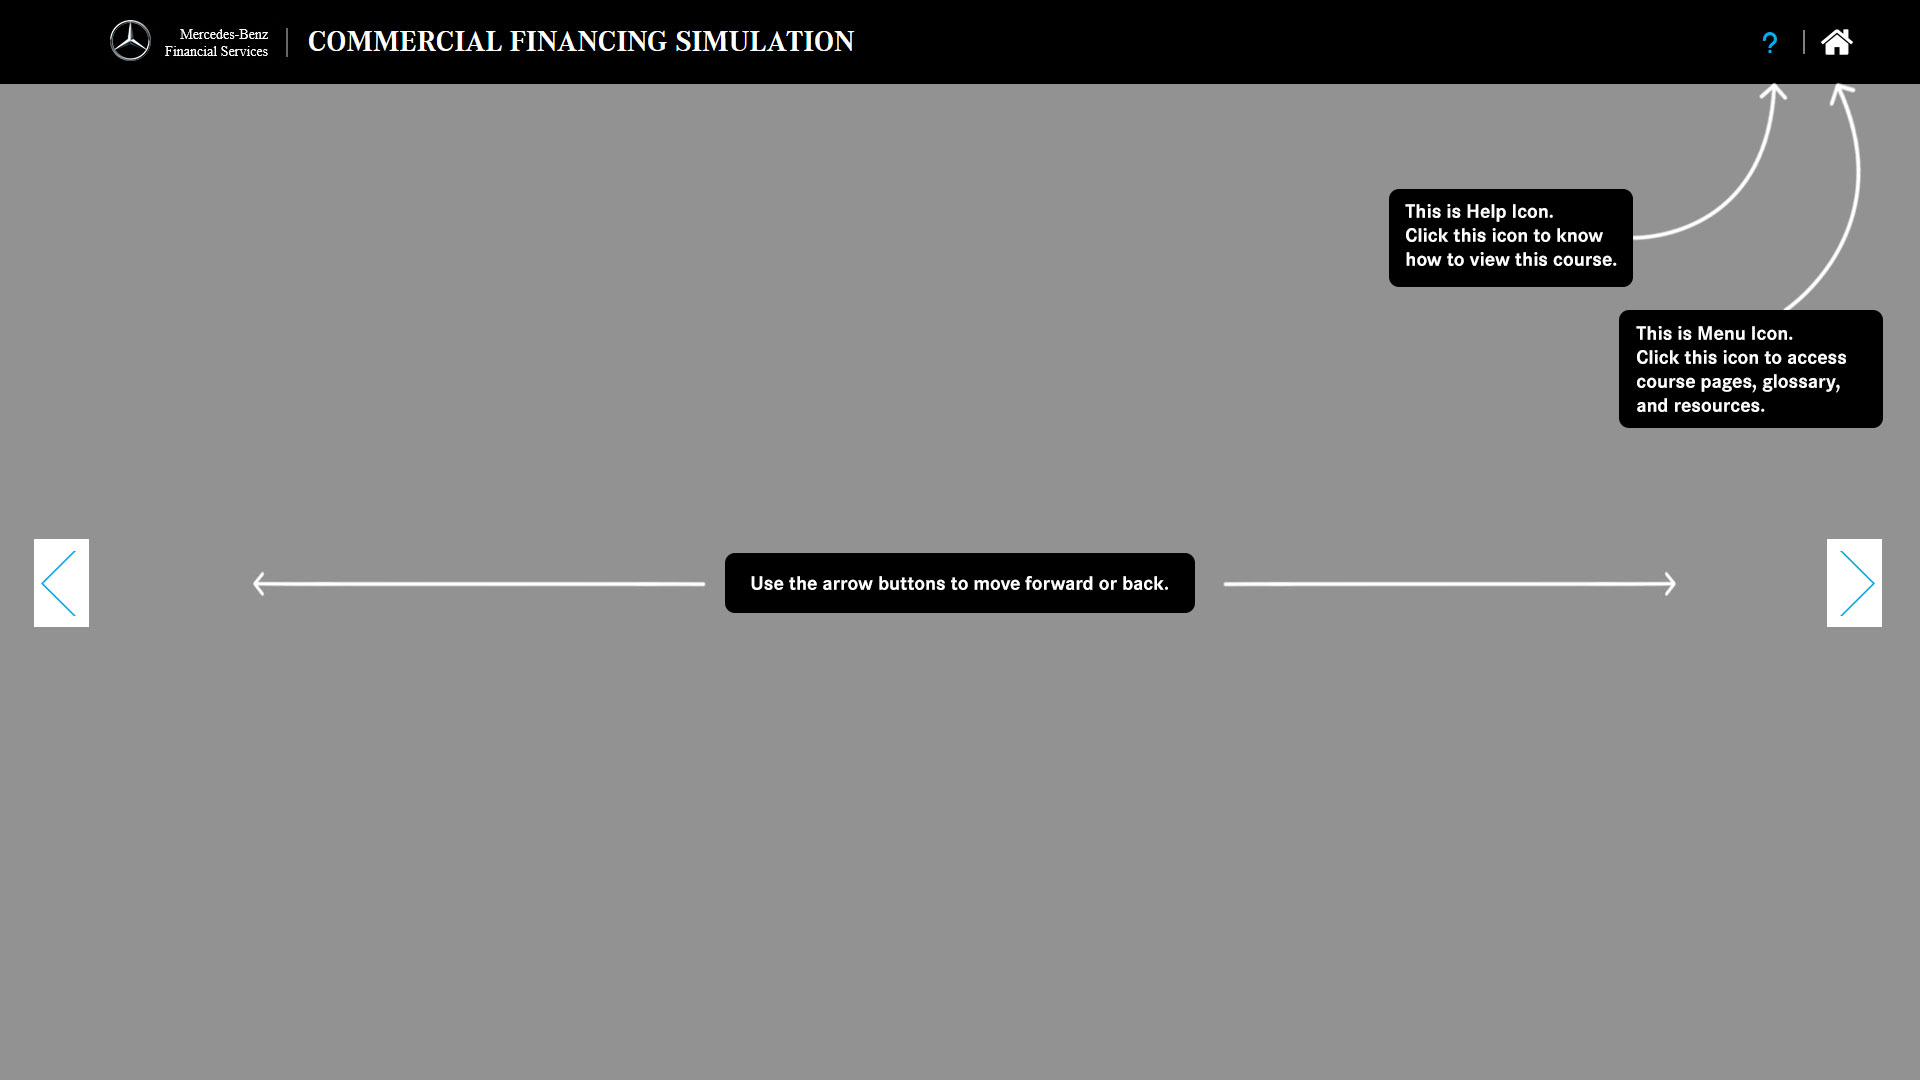 Mercedes-Benz
Financial Services
COMMERCIAL FINANCING SIMULATION
?
This is Help Icon.
Click this icon to know
how to view this course.
This is Menu Icon.
Click this icon to access
course pages, glossary,
and resources.
Use the arrow buttons to move forward or back.